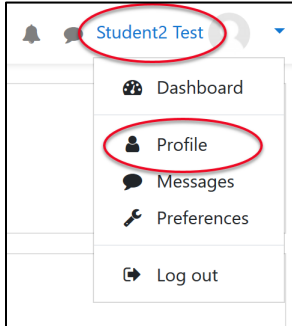 Student2 Test
Dashboard
Profile
Messages
Preferences
Log out